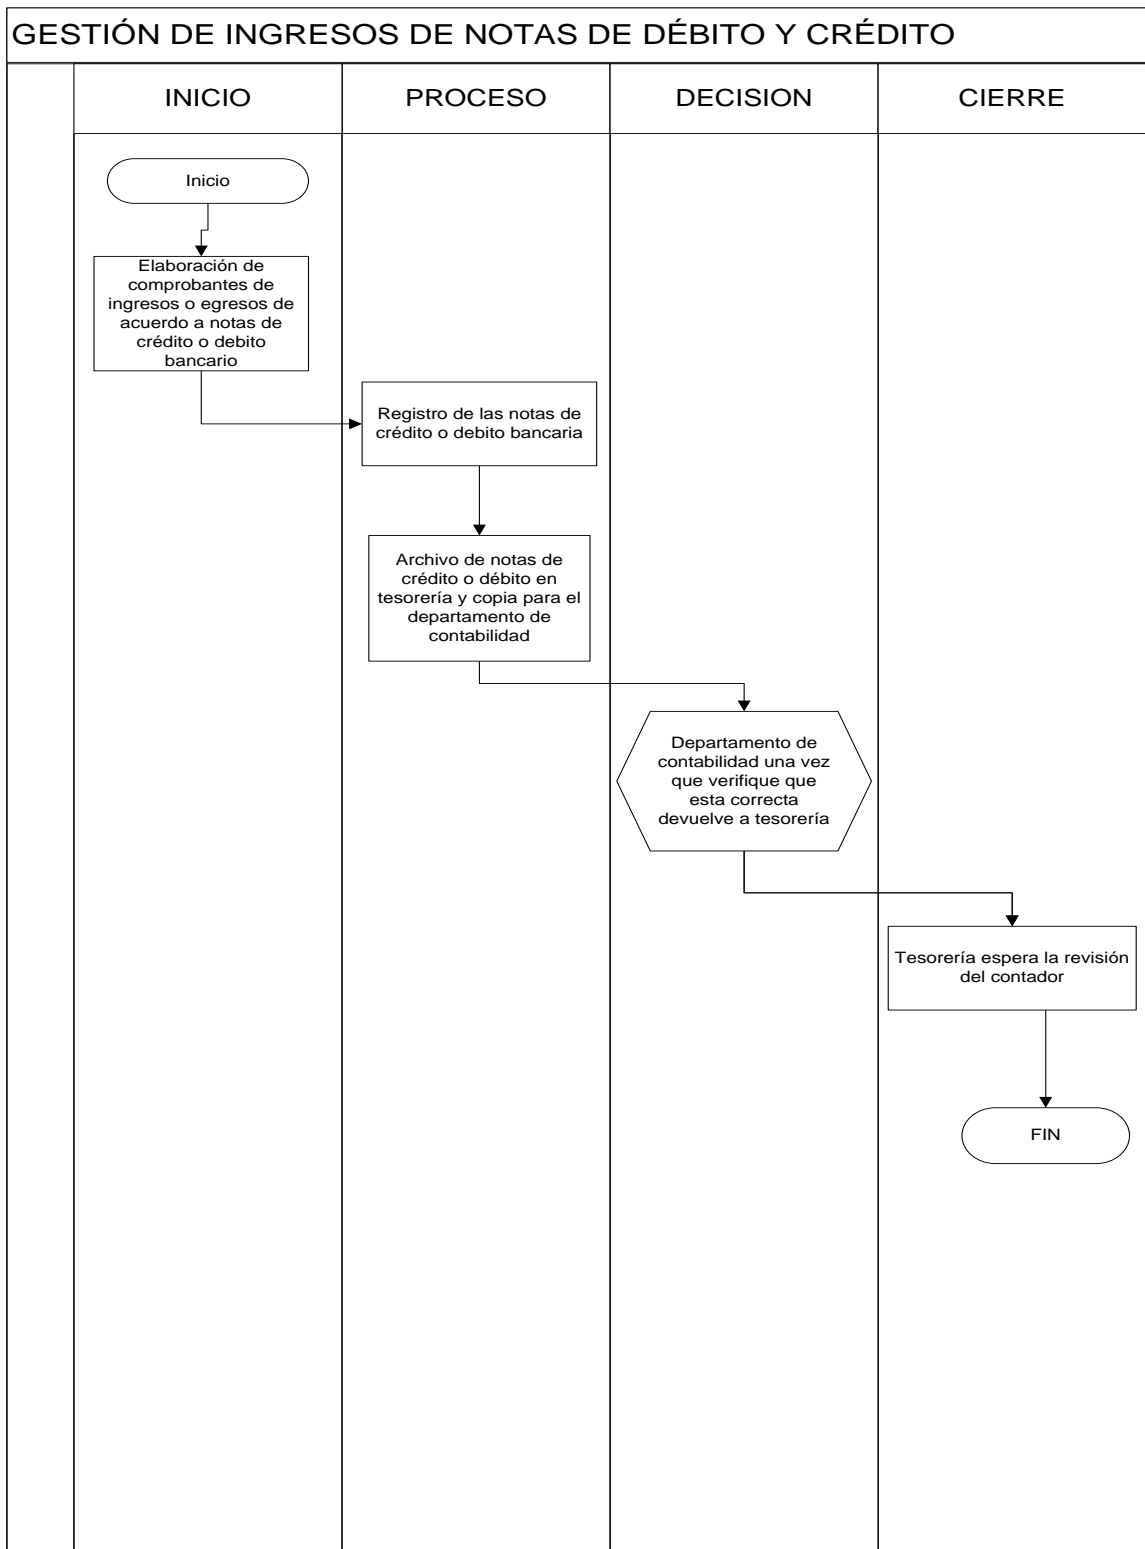 GESTIÓN DE INGRESOS DE NOTAS DE DÉBITO Y CRÉDITO
INICIO
PROCESO
DECISION
CIERRE
Inicio
Elaboración de
comprobantes de
ingresos o egresos de
acuerdo a notas de
crédito o debito
bancario
Registro de las notas de
crédito o debito bancaria
Archivo de notas de
crédito o débito en
tesorería y copia para el
departamento de
contabilidad
Departamento de
contabilidad una vez
que verifique que
esta correcta
devuelve a tesorería
Tesorería espera la revisión
del contador
FIN